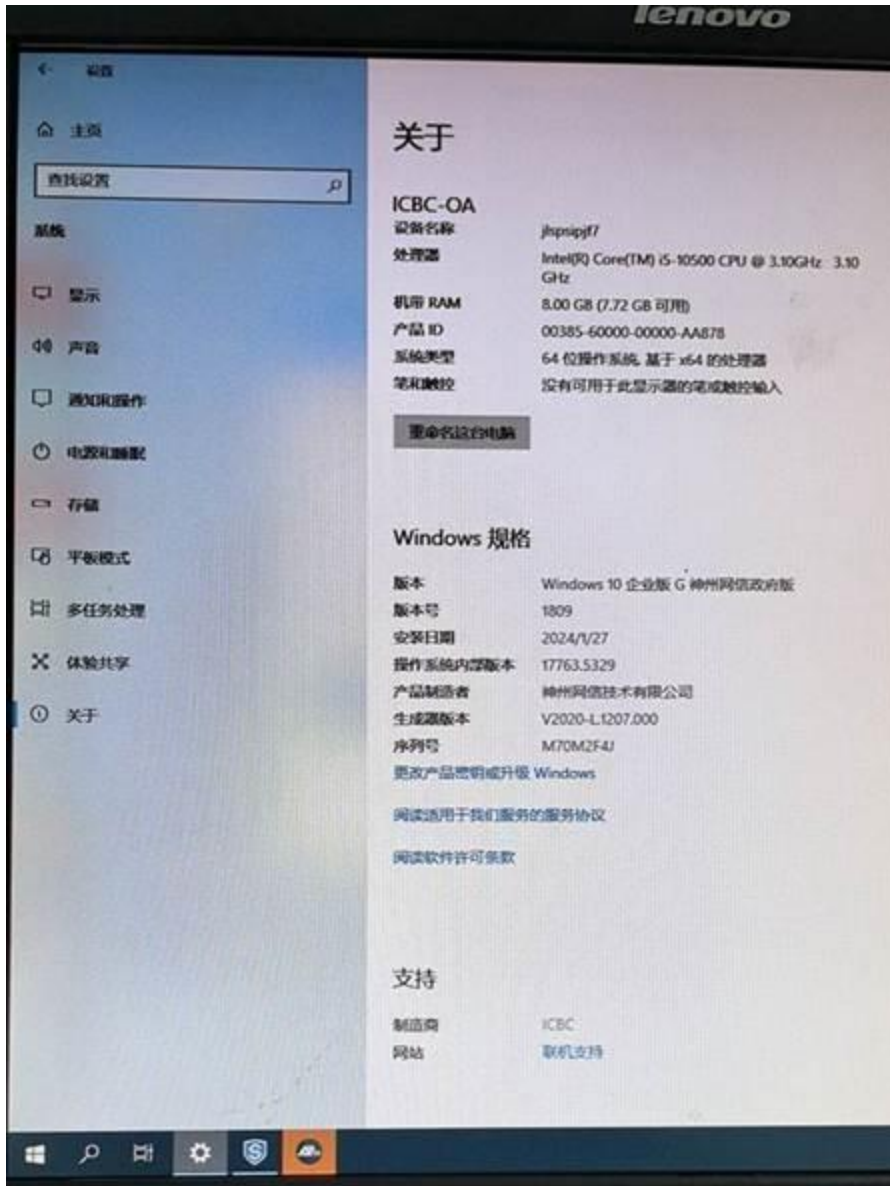 lenovo
设置
主页
查找设置
系统
显示
声音
通知和操作
电源和睡眠
存储
平板模式
多任务处理
体验共享
关于
关于
ICBC-OA
设备名称 jhspsipjf7
处理器 Intel(R) Core(TM) i5-10500 CPU @ 3.10GHz 3.10
GHz
机带 RAM 8.00 GB (7.72 GB 可用)
产品 ID 00385-60000-00000-AA878
系统类型 64 位操作系统, 基于 x64 的处理器
笔和触控 没有可用于此显示器的笔或触控输入
重命名这台电脑
Windows 规格
版本 Windows 10 企业版 G 神州网信政府版
版本号 1809
安装日期 2024/1/27
操作系统内部版本 17763.5329
产品制造者 神州网信技术有限公司
生成器版本 V2020-L.1207.000
序列号 M70M2F4J
更改产品密钥或升级 Windows
阅读适用于我们服务的服务协议
阅读软件许可条款
支持
制造商 ICBC
网站 联机支持